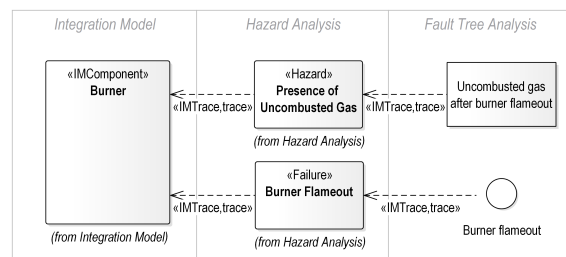 Integration Model
Hazard Analysis
Fault Tree Analysis
«IMComponent»
Burner
(from Integration Model)
«Hazard»
Presence of
Uncombusted Gas
(from Hazard Analysis)
«IMTrace,trace»
«IMTrace,trace»
Uncombusted gas
after burner flameout
«Failure»
Burner Flameout
(from Hazard Analysis)
«IMTrace,trace»
«IMTrace,trace»
Burner flameout